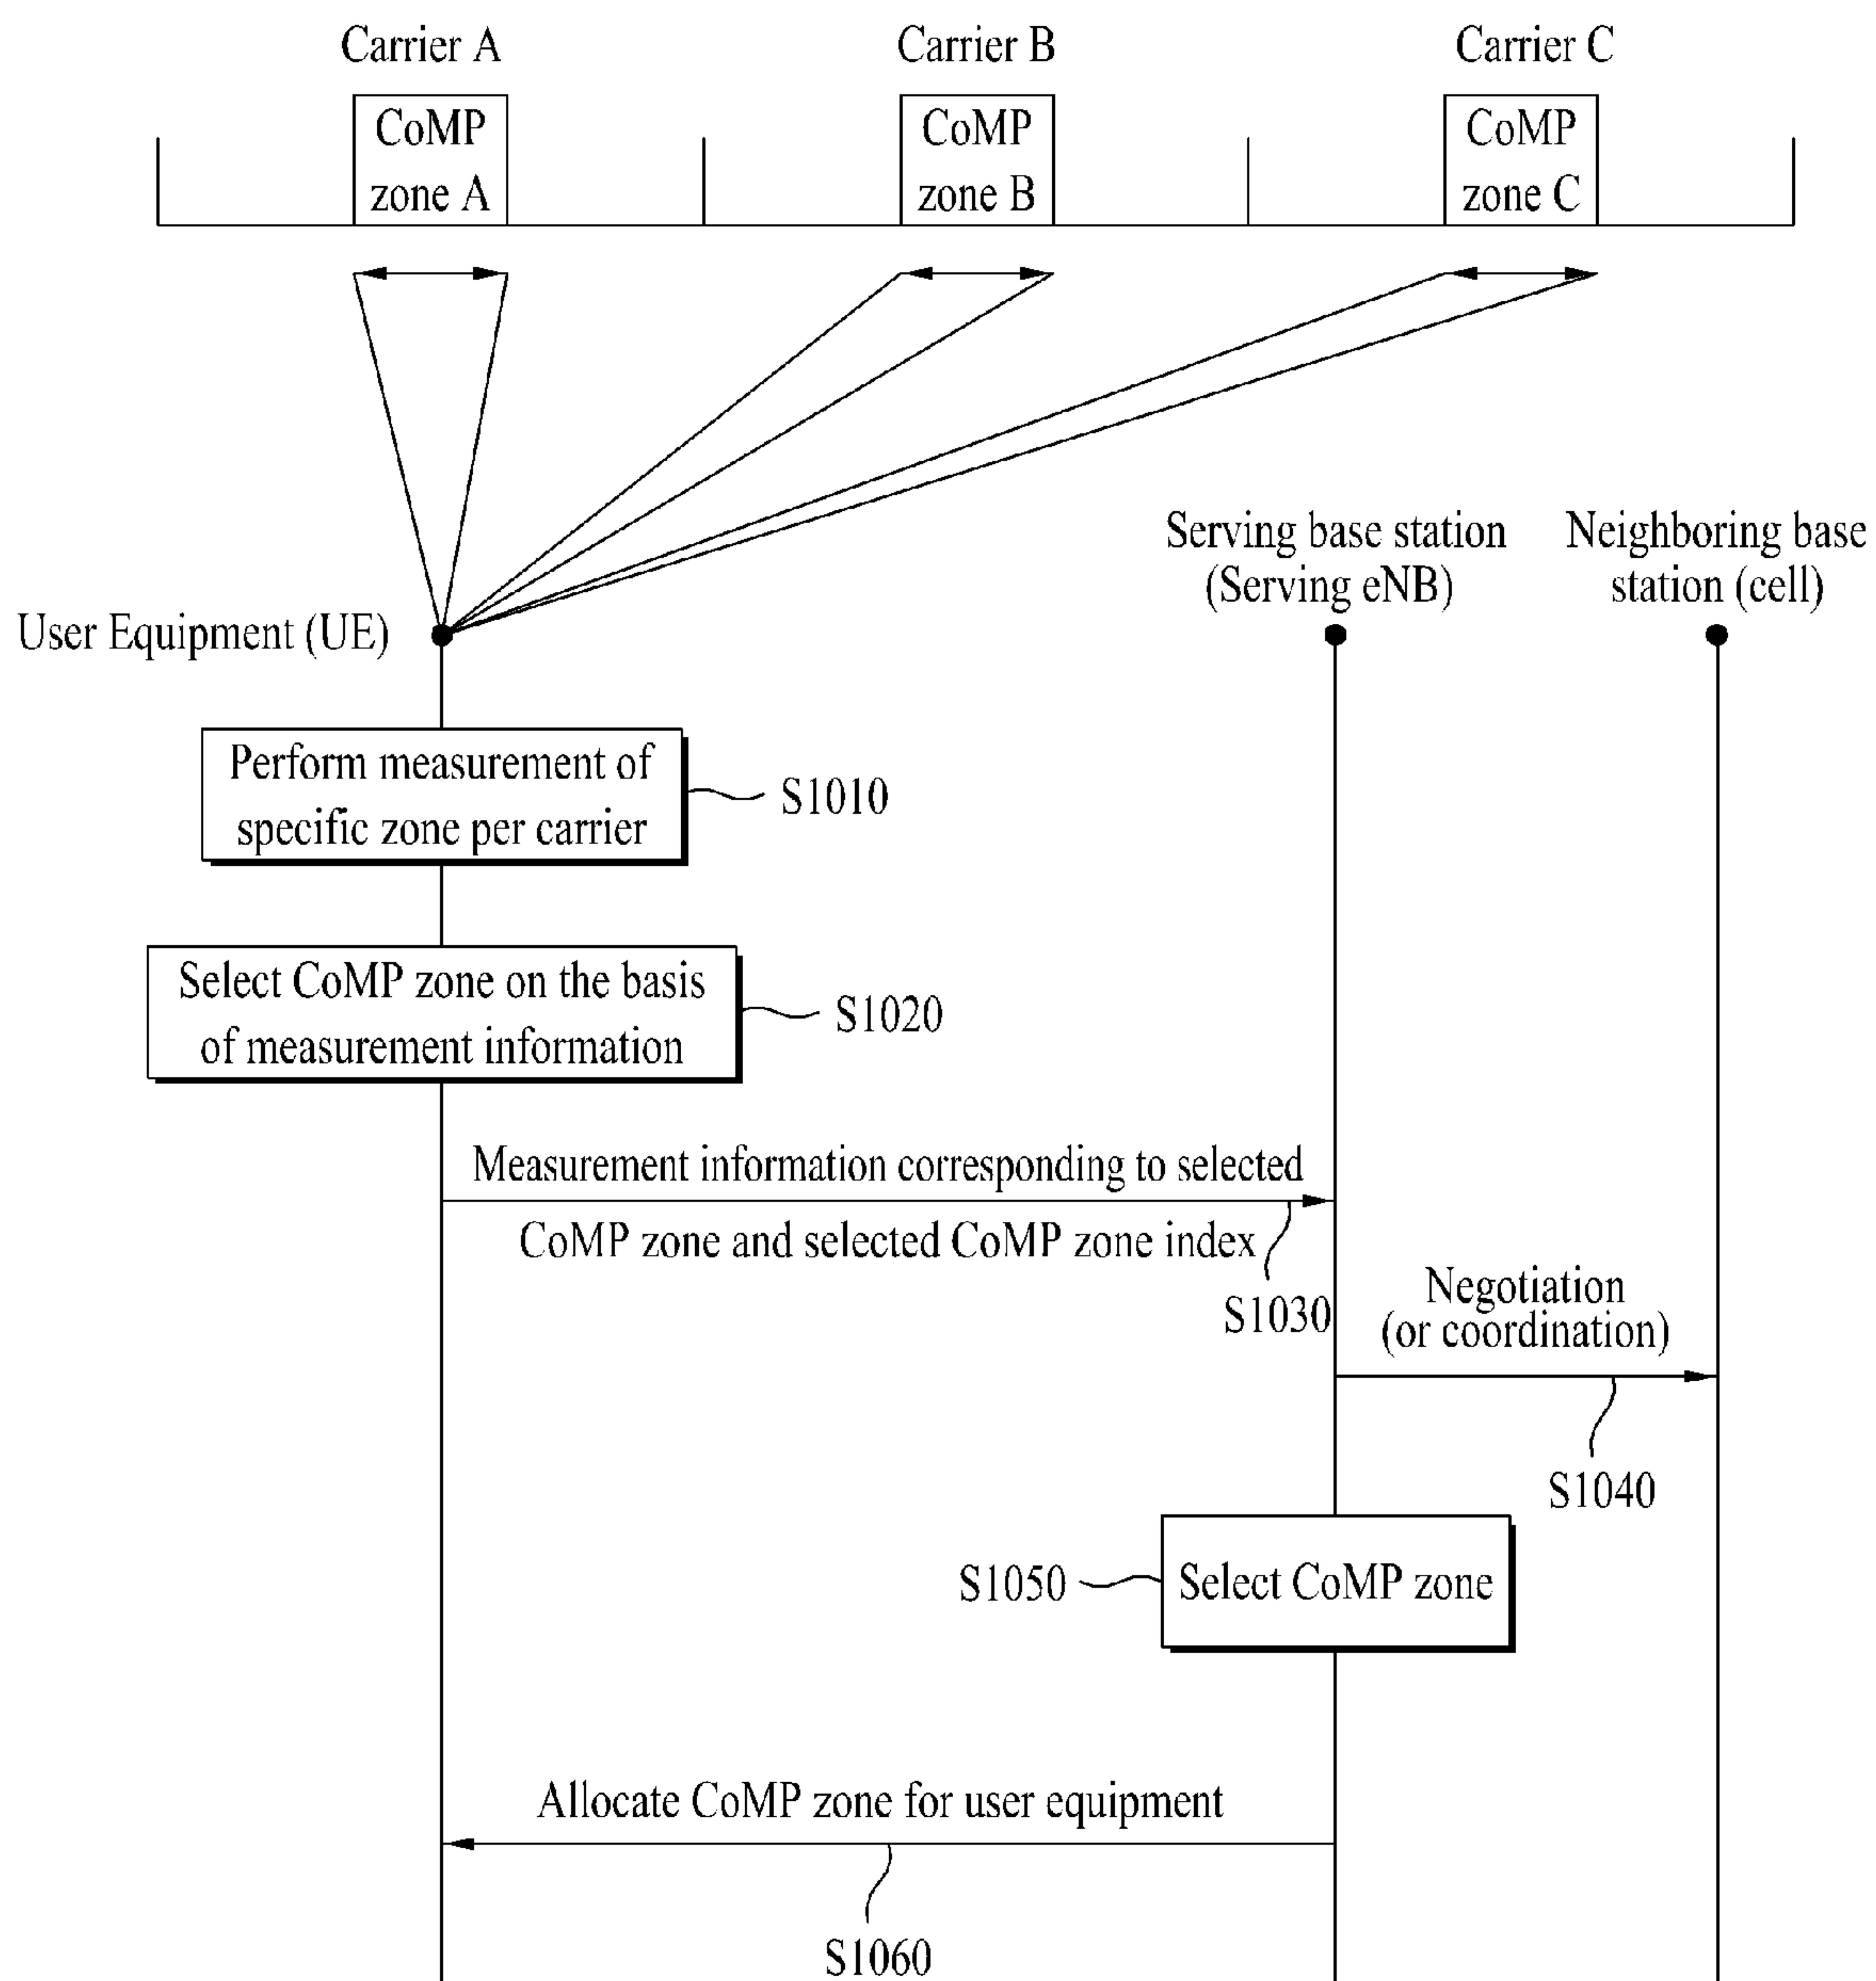 Carrier A
Carrier B
Carrier C
CoMP
zone A
CoMP
zone B
CoMP
zone C
Serving base station
(Serving eNB)
Neighboring base
station (cell)
User Equipment (UE)
Perform measurement of
specific zone per carrier
S1010
Select CoMP zone on the basis
of measurement information
S1020
Measurement information corresponding to selected
CoMP zone and selected CoMP zone index
S1030
Negotiation
(or coordination)
S1040
S1050
Select CoMP zone
Allocate CoMP zone for user equipment
S1060